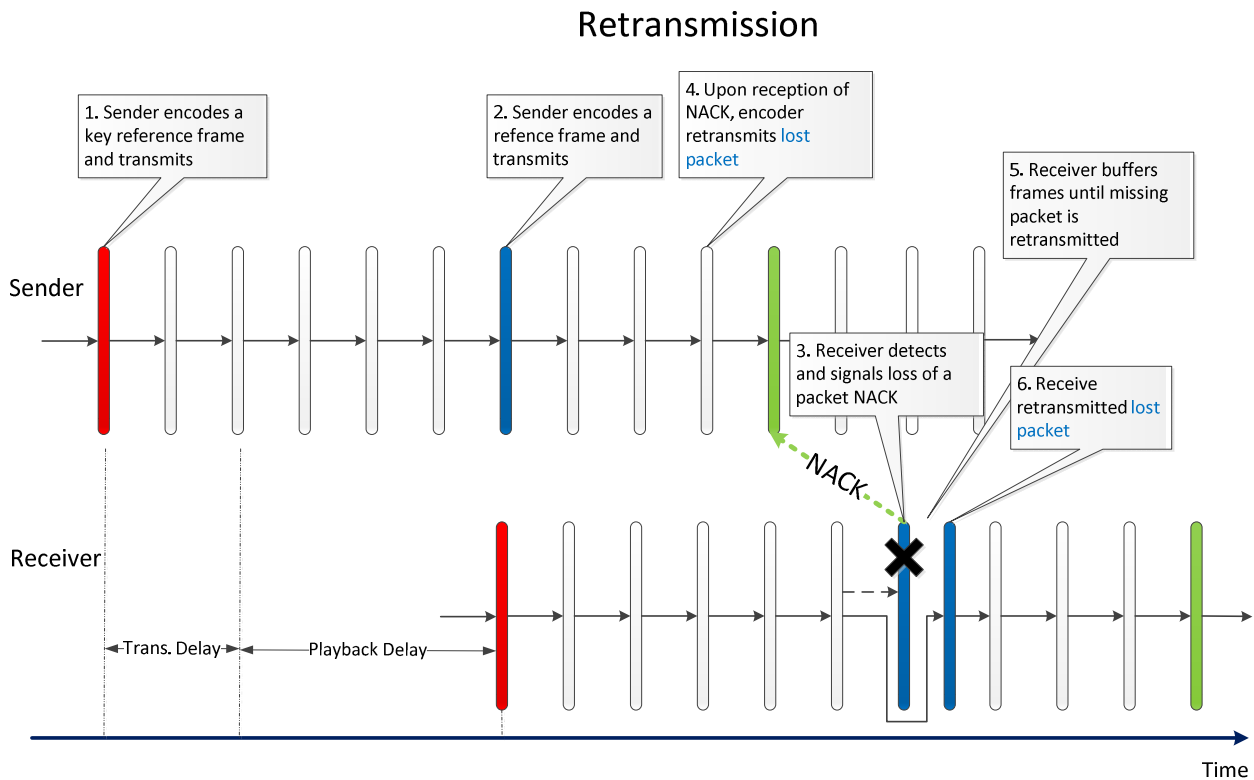 Retransmission
1. Sender encodes a
key reference frame
and transmits
2. Sender encodes a
refence frame and
transmits
4. Upon reception of
NACK, encoder
retransmits lost
packet
5. Receiver buffers
frames until missing
packet is
retransmitted
Sender
3. Receiver detects
and signals loss of a
packet NACK
6. Receive
retransmitted lost
packet
NACK
Receiver
Trans. Delay
Playback Delay
Time